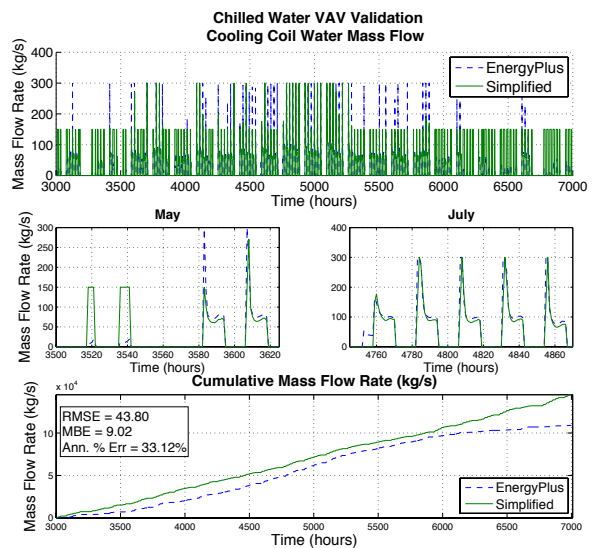 Chilled Water VAV Validation
Cooling Coil Water Mass Flow
Mass Flow Rate (kg/s)
400
300
200
100
0
EnergyPlus
Simplified
3000 3500 4000 4500 5000 5500 6000 6500 7000
Time (hours)
May
Mass Flow Rate (kg/s)
300
250
200
150
100
50
0
3500 3520 3540 3560 3580 3600 3620
Time (hours)
July
400
300
200
100
0
4760 4780 4800 4820 4840 4860
Time (hours)
Cumulative Mass Flow Rate (kg/s)
x 10^4
Mass Flow Rate (kg/s)
10
5
0
RMSE = 43.80
MBE = 9.02
Ann. % Err = 33.12%
EnergyPlus
Simplified
3000 3500 4000 4500 5000 5500 6000 6500 7000
Time (hours)